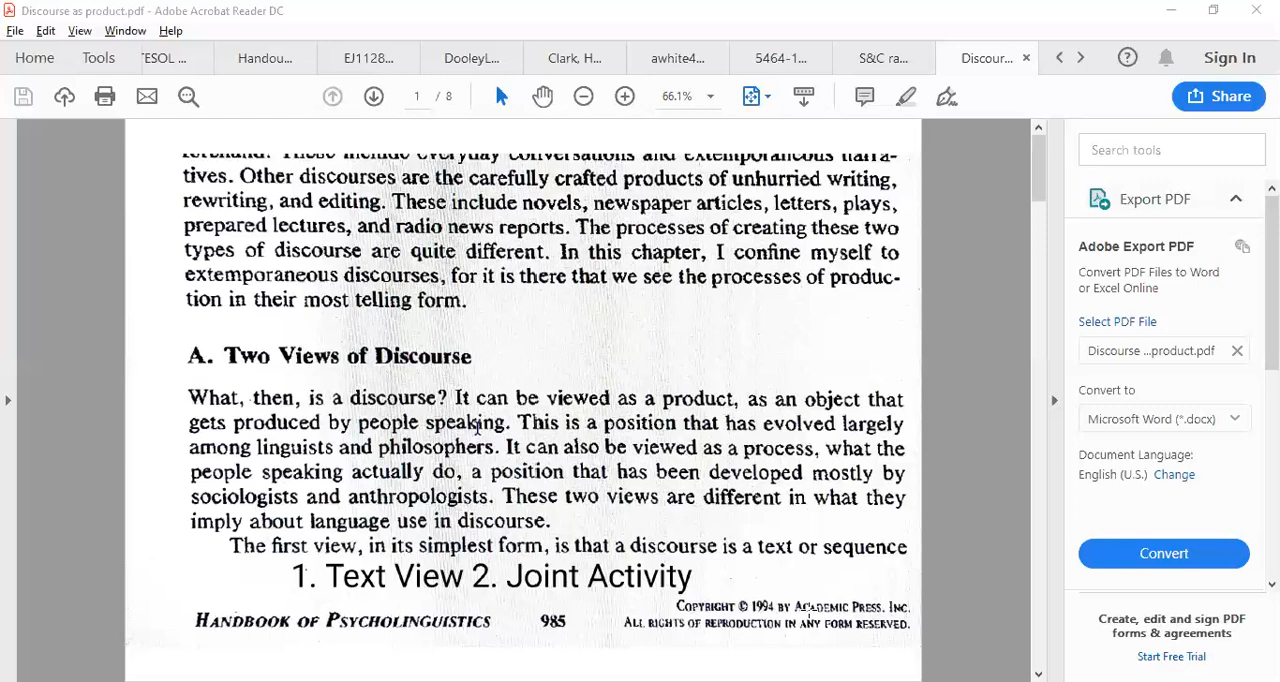 Discourse as product.pdf - Adobe Acrobat Reader DC
File Edit View Window Help
Home Tools TESOL ... Handou... EJ1128... DooleyL... Clark, H... awhite4... 5464-1... S&C ra... Discour... Sign In
1 / 8 66.1% Share
tives. Other discourses are the carefully crafted products of unhurried writing,
rewriting, and editing. These include novels, newspaper articles, letters, plays,
prepared lectures, and radio news reports. The processes of creating these two
types of discourse are quite different. In this chapter, I confine myself to
extemporaneous discourses, for it is there that we see the processes of produc-
tion in their most telling form.
A. Two Views of Discourse
What, then, is a discourse? It can be viewed as a product, as an object that
gets produced by people speaking. This is a position that has evolved largely
among linguists and philosophers. It can also be viewed as a process, what the
people speaking actually do, a position that has been developed mostly by
sociologists and anthropologists. These two views are different in what they
imply about language use in discourse.
The first view, in its simplest form, is that a discourse is a text or sequence
1. Text View 2. Joint Activity
HANDBOOK OF PSYCHOLINGUISTICS 985
COPYRIGHT © 1994 BY ACADEMIC PRESS. INC.
ALL RIGHTS OF REPRODUCTION IN ANY FORM RESERVED.
Search tools
Export PDF
Adobe Export PDF
Convert PDF Files to Word
or Excel Online
Select PDF File
Discourse ...product.pdf
Convert to
Microsoft Word (*.docx)
Document Language:
English (U.S.) Change
Convert
Create, edit and sign PDF
forms & agreements
Start Free Trial